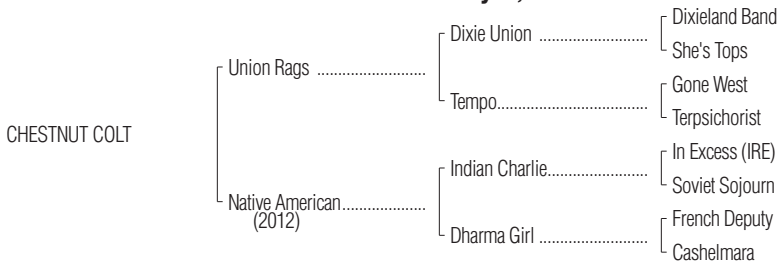 Dixieland Band
Dixie Union ..........................
She's Tops
Union Rags ..........................
Gone West
Tempo....................................
Terpsichorist
CHESTNUT COLT
In Excess (IRE)
Indian Charlie........................
Soviet Sojourn
Native American....................
(2012)
French Deputy
Dharma Girl ..........................
Cashelmara